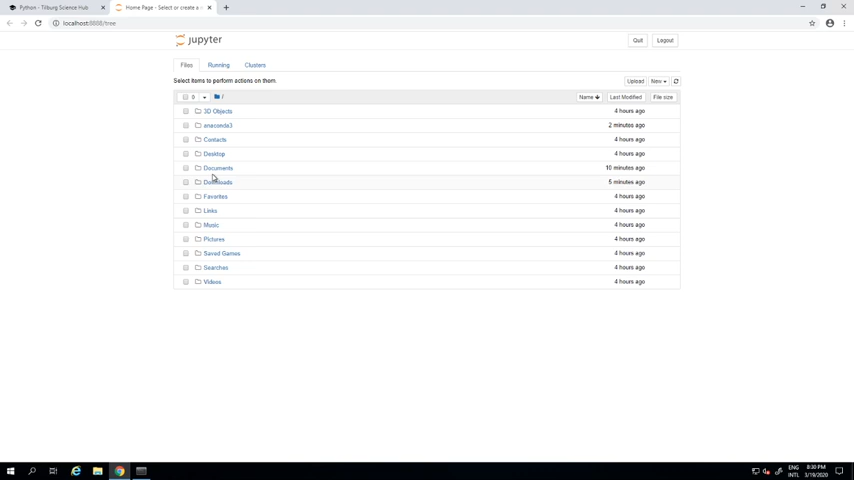 Python - Tilburg Science Hub
Home Page - Select or create a
localhost:8888/tree
jupyter
Quit
Logout
Files
Running
Clusters
Select items to perform actions on them.
Upload
New
0
/
Name
Last Modified
File size
3D Objects 4 hours ago
anaconda3 2 minutes ago
Contacts 4 hours ago
Desktop 4 hours ago
Documents 10 minutes ago
Downloads 5 minutes ago
Favorites 4 hours ago
Links 4 hours ago
Music 4 hours ago
Pictures 4 hours ago
Saved Games 4 hours ago
Searches 4 hours ago
Videos 4 hours ago
ENG 8:30 PM
INTL 3/19/2020